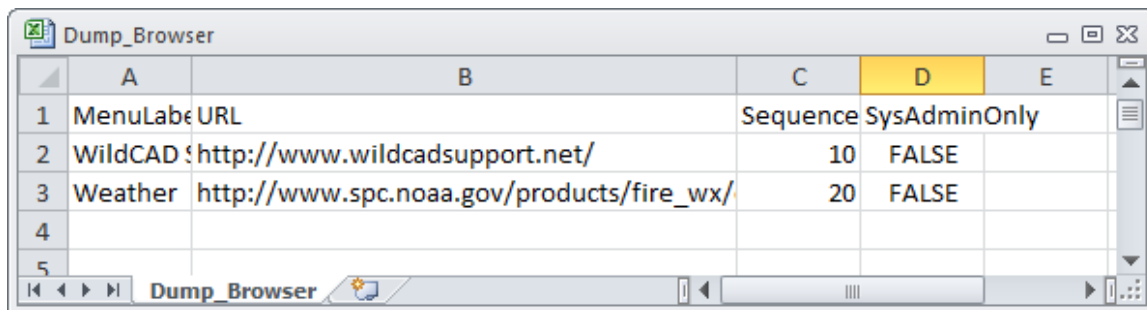 Dump_Browser
A B C D E
1 MenuLabe URL Sequence SysAdminOnly
2 WildCAD S http://www.wildcadsupport.net/ 10 FALSE
3 Weather http://www.spc.noaa.gov/products/fire_wx/ 20 FALSE
4
5
Dump_Browser